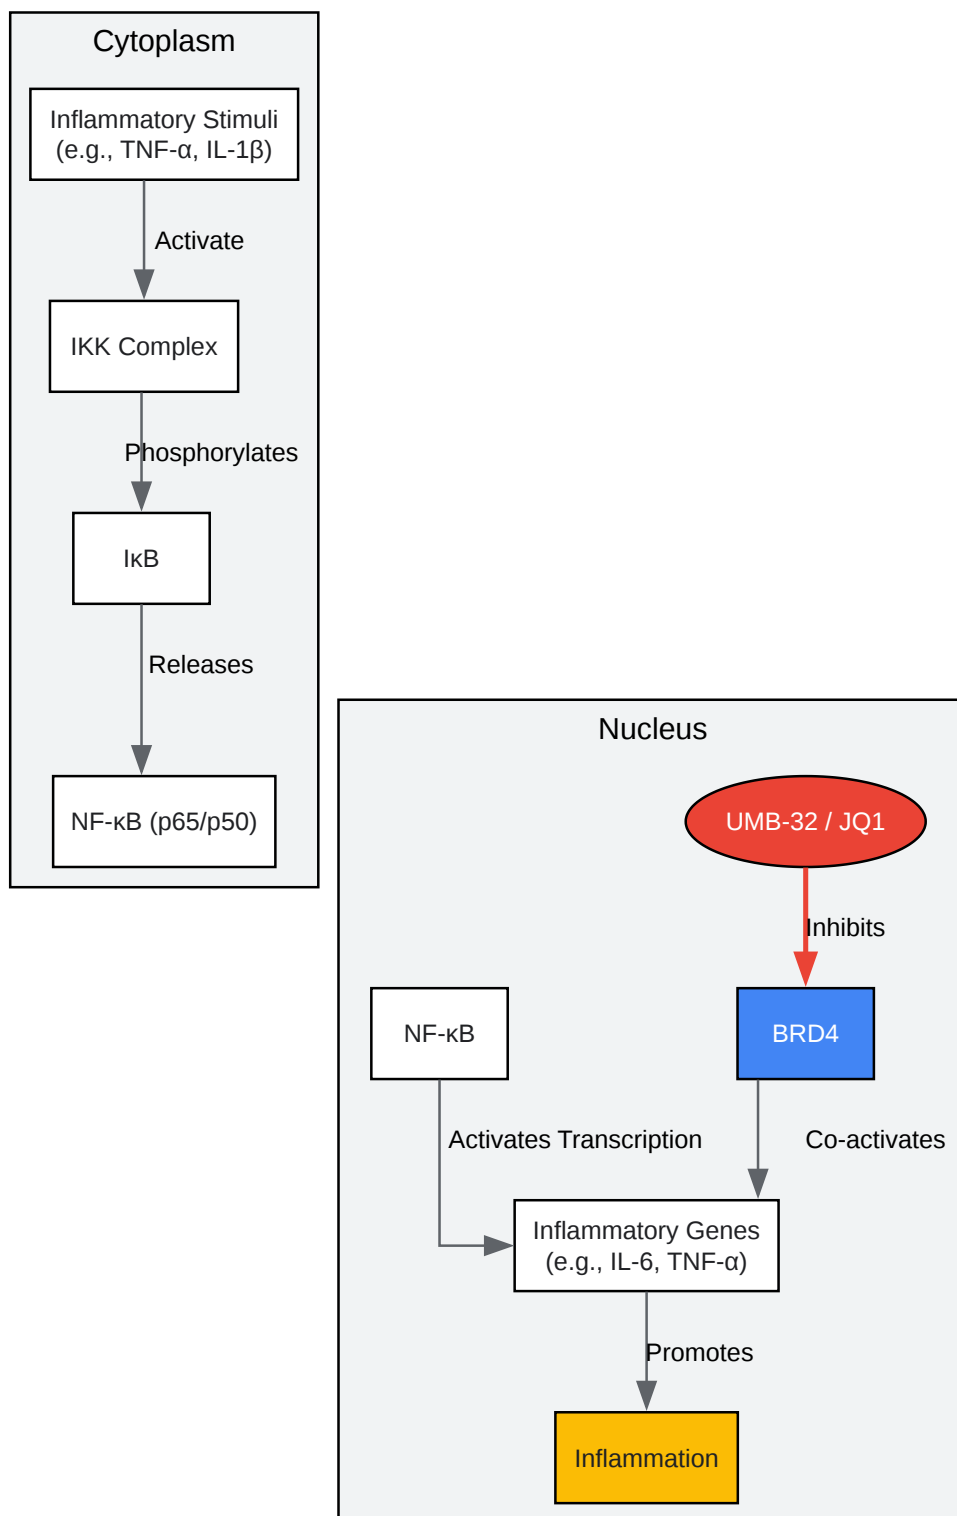 Cytoplasm
Inflammatory Stimuli
(e.g., TNF-α, IL-1β)
Activate
IKK Complex
Phosphorylates
IκB
Releases
NF-κB (p65/p50)
Nucleus
UMB-32 / JQ1
Inhibits
NF-κB
BRD4
Activates Transcription
Co-activates
Inflammatory Genes
(e.g., IL-6, TNF-α)
Promotes
Inflammation